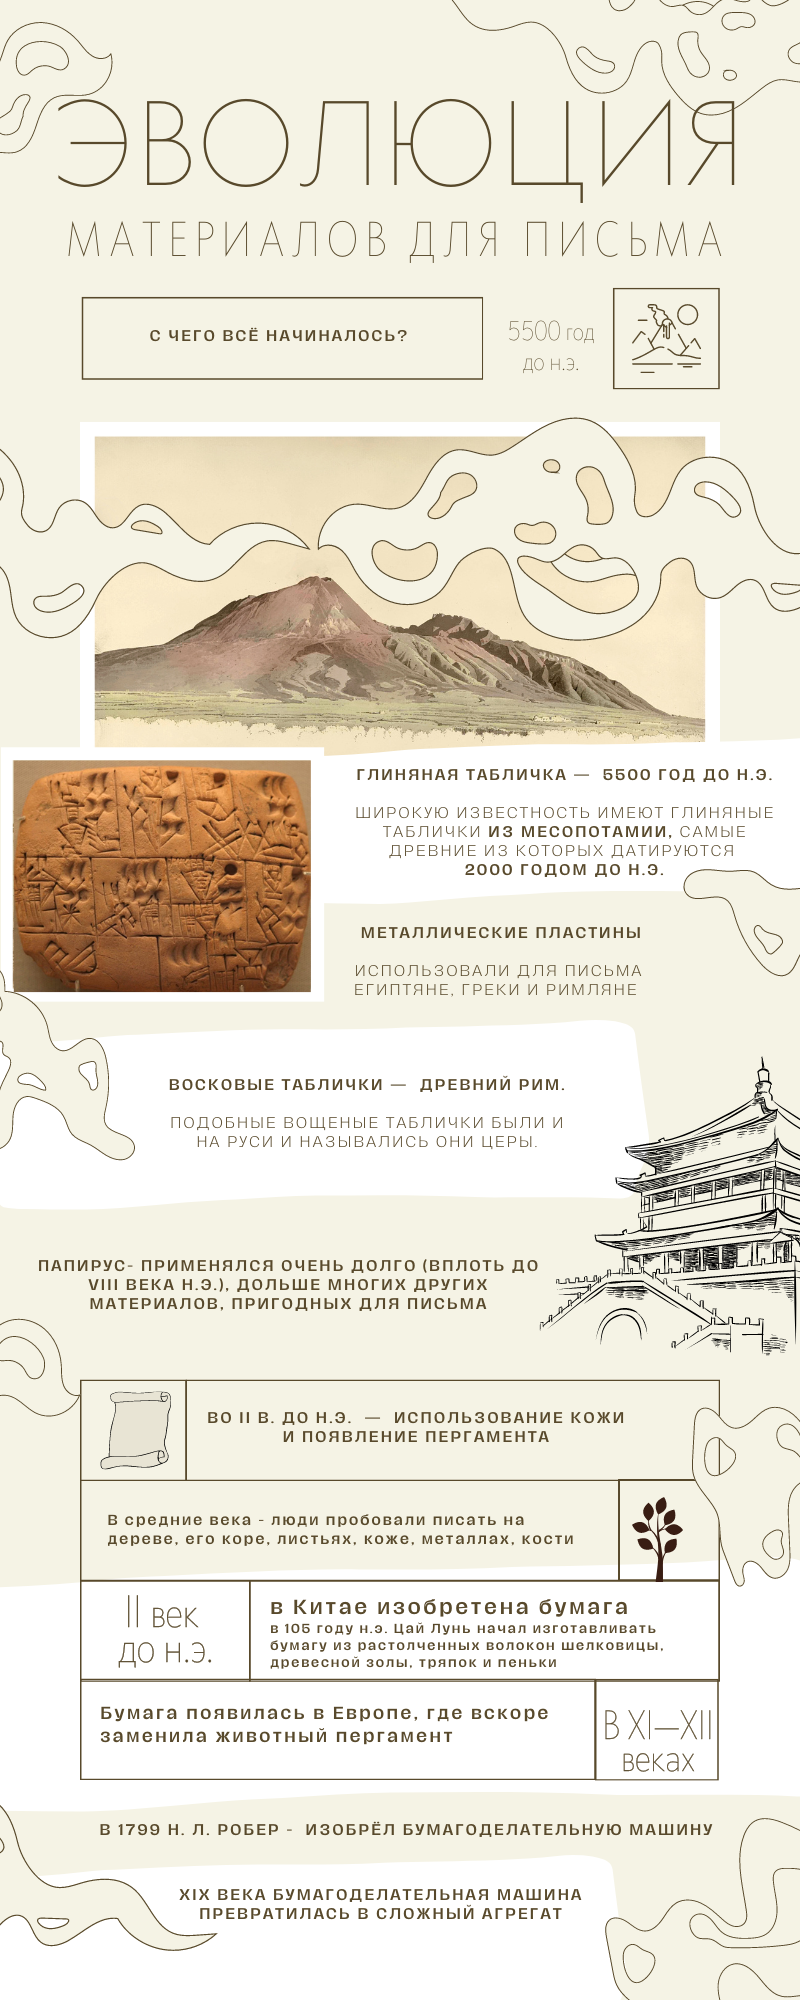 ЭВОЛЮЦИЯ
МАТЕРИАЛОВ ДЛЯ ПИСЬМА
С ЧЕГО ВСЁ НАЧИНАЛОСЬ?
5500 год
до н.э.
ГЛИНЯНАЯ ТАБЛИЧКА — 5500 ГОД ДО Н.Э.
ШИРОКУЮ ИЗВЕСТНОСТЬ ИМЕЮТ ГЛИНЯНЫЕ
ТАБЛИЧКИ ИЗ МЕСОПОТАМИИ, САМЫЕ
ДРЕВНИЕ ИЗ КОТОРЫХ ДАТИРУЮТСЯ
2000 ГОДОМ ДО Н.Э.
МЕТАЛЛИЧЕСКИЕ ПЛАСТИНЫ
ИСПОЛЬЗОВАЛИ ДЛЯ ПИСЬМА
ЕГИПТЯНЕ, ГРЕКИ И РИМЛЯНЕ
ВОСКОВЫЕ ТАБЛИЧКИ — ДРЕВНИЙ РИМ.
ПОДОБНЫЕ ВОЩЕНЫЕ ТАБЛИЧКИ БЫЛИ И
НА РУСИ И НАЗЫВАЛИСЬ ОНИ ЦЕРЫ.
ПАПИРУС- ПРИМЕНЯЛСЯ ОЧЕНЬ ДОЛГО (ВПЛОТЬ ДО
VIII ВЕКА Н.Э.), ДОЛЬШЕ МНОГИХ ДРУГИХ
МАТЕРИАЛОВ, ПРИГОДНЫХ ДЛЯ ПИСЬМА
ВО II В. ДО Н.Э. — ИСПОЛЬЗОВАНИЕ КОЖИ
И ПОЯВЛЕНИЕ ПЕРГАМЕНТА
В средние века - люди пробовали писать на
дереве, его коре, листьях, коже, металлах, кости
II век
до н.э.
в Китае изобретена бумага
в 105 году н.э. Цай Лунь начал изготавливать
бумагу из растолченных волокон шелковицы,
древесной золы, тряпок и пеньки
Бумага появилась в Европе, где вскоре
заменила животный пергамент
В XI—XII
веках
В 1799 Н. Л. РОБЕР - ИЗОБРЁЛ БУМАГОДЕЛАТЕЛЬНУЮ МАШИНУ
XIX ВЕКА БУМАГОДЕЛАТЕЛЬНАЯ МАШИНА
ПРЕВРАТИЛАСЬ В СЛОЖНЫЙ АГРЕГАТ